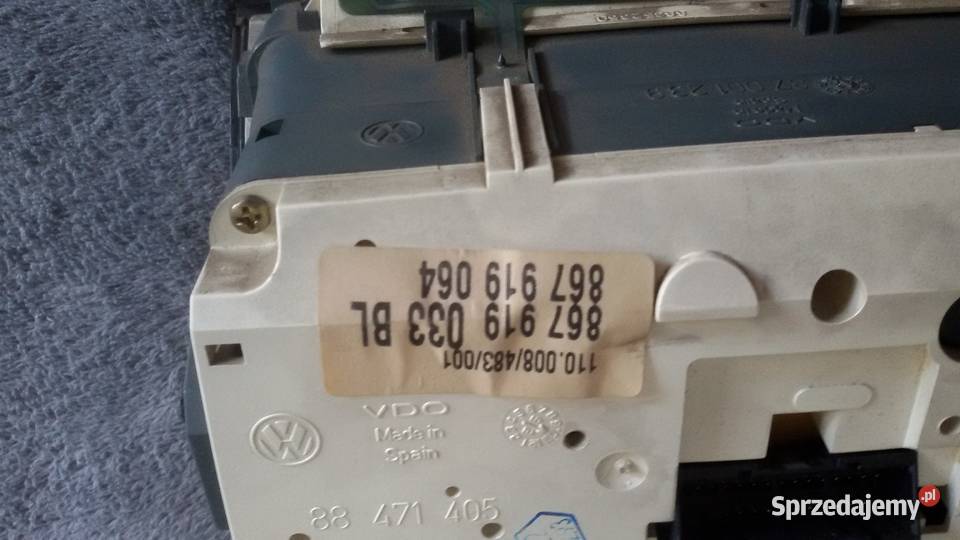 110.008/483/001
867 919 033 BL
867 919 064
VDO
Made in
Spain
88 471 405
Sprzedajemy.pl